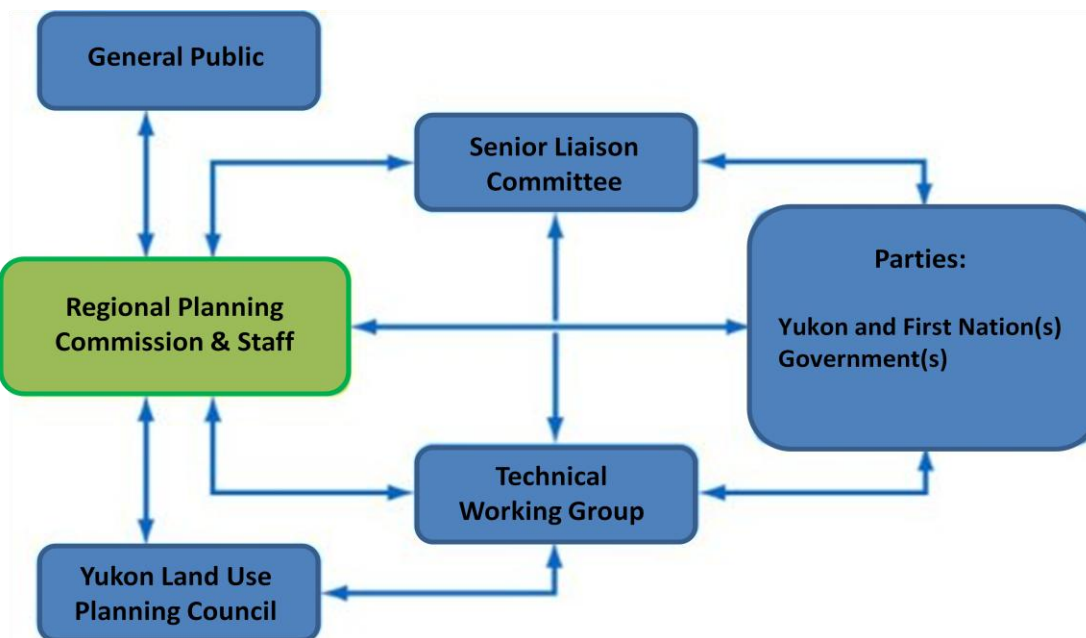 General Public
Senior Liaison
Committee
Parties:
Regional Planning
Commission & Staff
Yukon and First Nation(s)
Government(s)
Technical
Working Group
Yukon Land Use
Planning Council